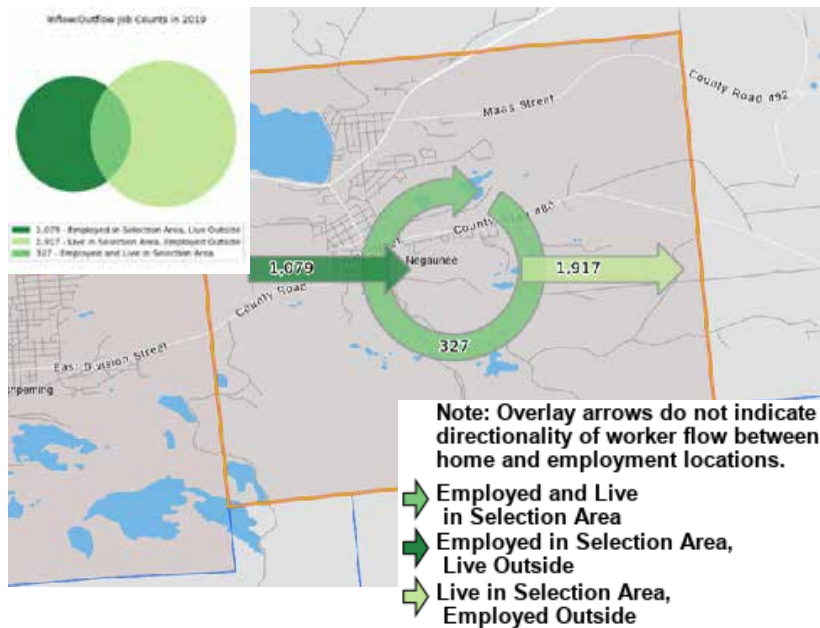 Inflow/Outflow Job Counts in 2019
1,079 - Employed in Selection Area, Live Outside
1,917 - Live in Selection Area, Employed Outside
327 - Employed and Live in Selection Area
Maas Street
County Road 492
County Road 480
1,079
Negaunee
1,917
County Road
327
East Division Street
hpeming
Note: Overlay arrows do not indicate
directionality of worker flow between
home and employment locations.
Employed and Live
in Selection Area
Employed in Selection Area,
Live Outside
Live in Selection Area,
Employed Outside